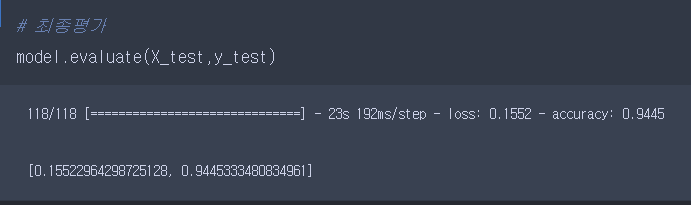 # 최종평가
model.evaluate(X_test,y_test)
118/118 [==============================] - 23s 192ms/step - loss: 0.1552 - accuracy: 0.9445
[0.15522964298725128, 0.9445333480834961]